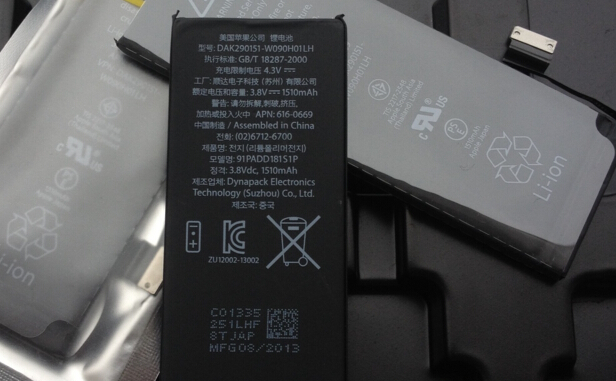 美国苹果公司 锂电池
型号: DAK290151-W090H01LH
执行标准: GB/T 18287-2000
充电限制电压 4.3V
工厂: 顺达电子科技 (苏州) 有限公司
额定电压和容量: 3.8V 1510mAh
警告: 请勿拆解,刺破,挤压,
加热或投入火中 APN: 616-0669
中国制造 / Assembled in China
전화: (02)6712-6700
제품명: 전지 (리튬폴리머전지)
모델명: 91PADD181S1P
정격: 3.8Vdc, 1510mAh
제조업체: Dynapack Electronics
Technology (Suzhou) Co., Ltd.
제조국: 중국
ZU12002-13002
C01335
251LHF
8TJAP
MFG08/2013
Li-ion
Li-ion